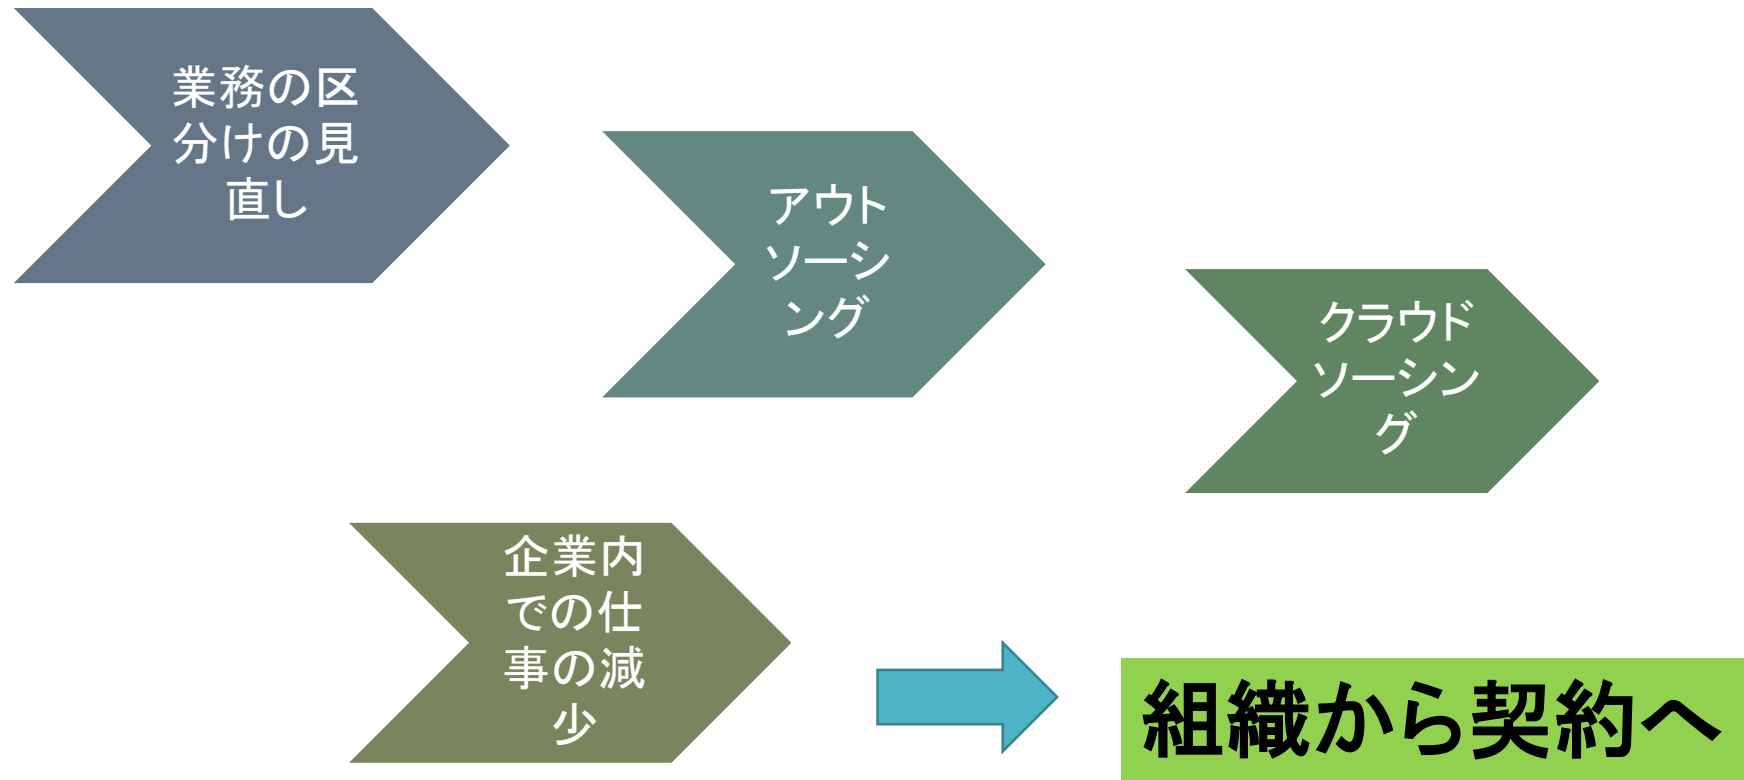 業務の区
分けの見
直し
アウト
ソーシ
ング
クラウド
ソーシン
グ
企業内
での仕
事の減
少
組織から契約へ